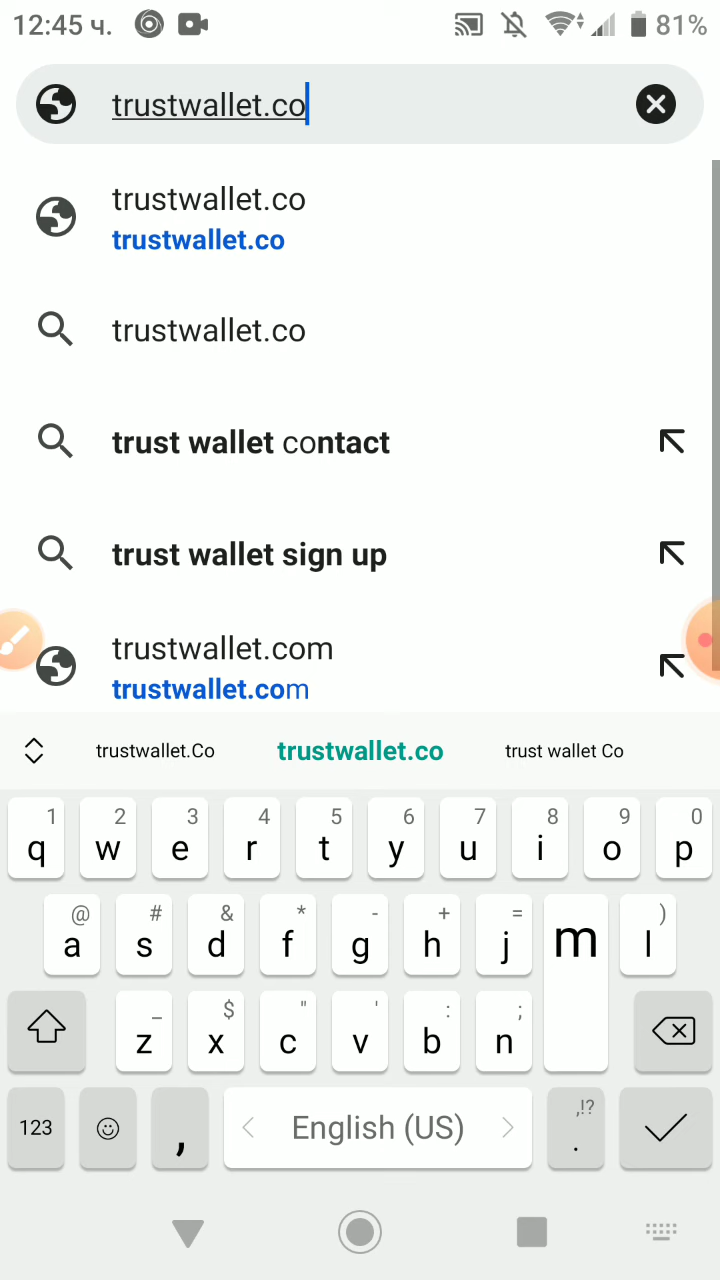 12:45 ч. 81%
trustwallet.co
trustwallet.co
trustwallet.co
trustwallet.co
trust wallet contact
trust wallet sign up
trustwallet.com
trustwallet.com
trustwallet.Co trustwallet.co trust wallet Co
1 2 3 4 5 6 7 8 9 0
q w e r t y u i o p
@ # & * - + = )
a s d f g h j m l
_ $ " ' : ;
z x c v b n
,!?
123 , English (US) .